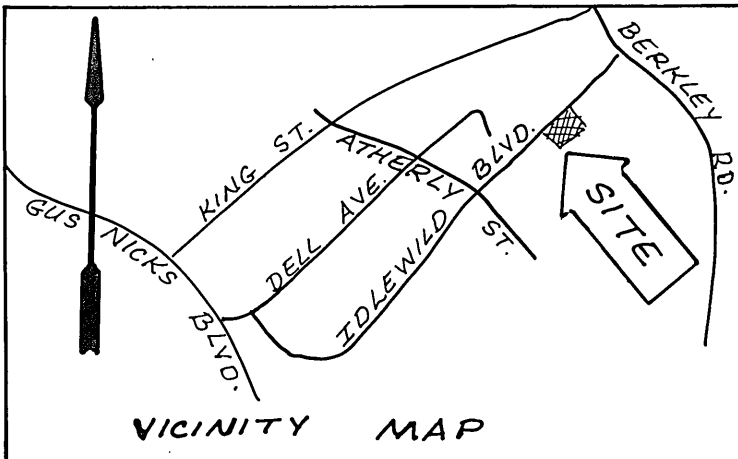 BERKLEY RD.
KING ST.
ATHERLY ST.
IDLEWILD BLVD.
DELL AVE.
SITE
GUS NICKS BLVD.
VICINITY MAP